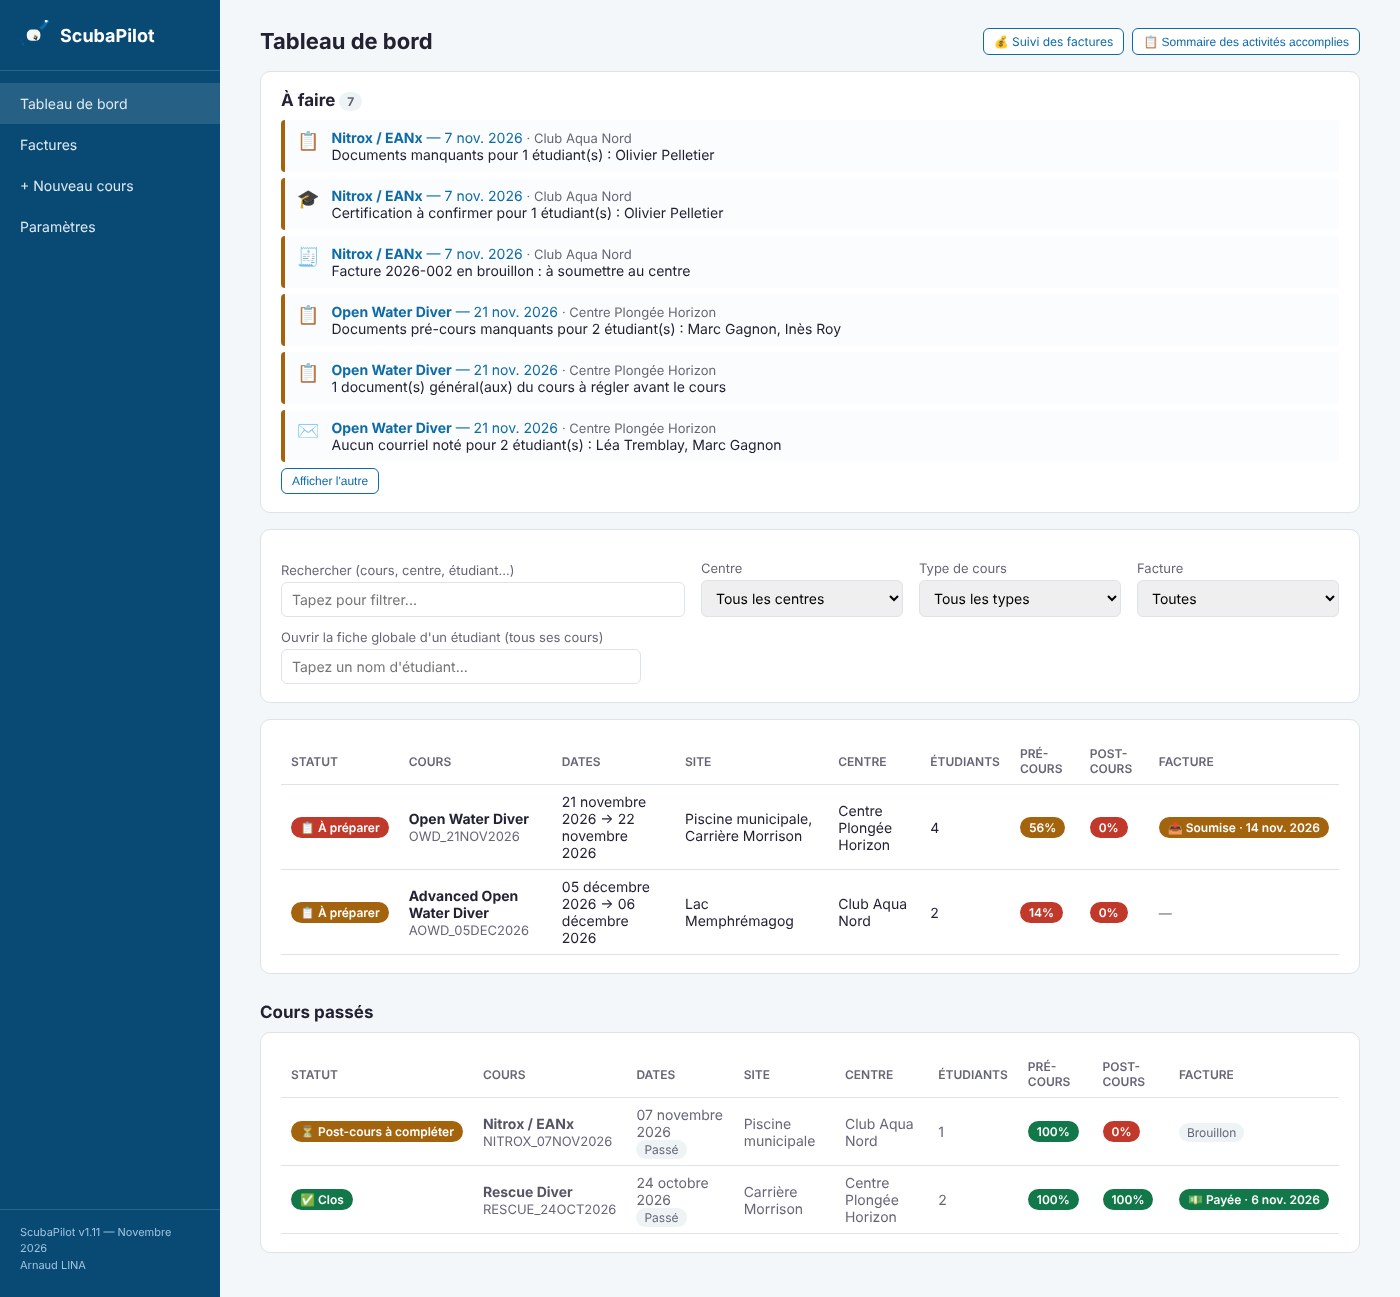 ScubaPilot
Tableau de bord
Factures
+ Nouveau cours
Paramètres
ScubaPilot v1.11 — Novembre
2026
Arnaud LINA
Tableau de bord
Suivi des factures
Sommaire des activités accomplies
À faire 7
Nitrox / EANx — 7 nov. 2026 · Club Aqua Nord
Documents manquants pour 1 étudiant(s) : Olivier Pelletier
Nitrox / EANx — 7 nov. 2026 · Club Aqua Nord
Certification à confirmer pour 1 étudiant(s) : Olivier Pelletier
Nitrox / EANx — 7 nov. 2026 · Club Aqua Nord
Facture 2026-002 en brouillon : à soumettre au centre
Open Water Diver — 21 nov. 2026 · Centre Plongée Horizon
Documents pré-cours manquants pour 2 étudiant(s) : Marc Gagnon, Inès Roy
Open Water Diver — 21 nov. 2026 · Centre Plongée Horizon
1 document(s) général(aux) du cours à régler avant le cours
Open Water Diver — 21 nov. 2026 · Centre Plongée Horizon
Aucun courriel noté pour 2 étudiant(s) : Léa Tremblay, Marc Gagnon
Afficher l'autre
Rechercher (cours, centre, étudiant...)
Tapez pour filtrer...
Centre
Tous les centres
Type de cours
Tous les types
Facture
Toutes
Ouvrir la fiche globale d'un étudiant (tous ses cours)
Tapez un nom d'étudiant...
STATUT
COURS
DATES
SITE
CENTRE
ÉTUDIANTS
PRÉ-
COURS
POST-
COURS
FACTURE
À préparer
Open Water Diver
OWD_21NOV2026
21 novembre
2026 → 22
novembre
2026
Piscine municipale,
Carrière Morrison
Centre
Plongée
Horizon
4
56%
0%
Soumise · 14 nov. 2026
À préparer
Advanced Open
Water Diver
AOWD_05DEC2026
05 décembre
2026 → 06
décembre
2026
Lac
Memphrémagog
Club Aqua
Nord
2
14%
0%
—
Cours passés
STATUT
COURS
DATES
SITE
CENTRE
ÉTUDIANTS
PRÉ-
COURS
POST-
COURS
FACTURE
Post-cours à compléter
Nitrox / EANx
NITROX_07NOV2026
07 novembre
2026
Passé
Piscine
municipale
Club Aqua
Nord
1
100%
0%
Brouillon
Clos
Rescue Diver
RESCUE_24OCT2026
24 octobre
2026
Passé
Carrière
Morrison
Centre
Plongée
Horizon
2
100%
100%
Payée · 6 nov. 2026